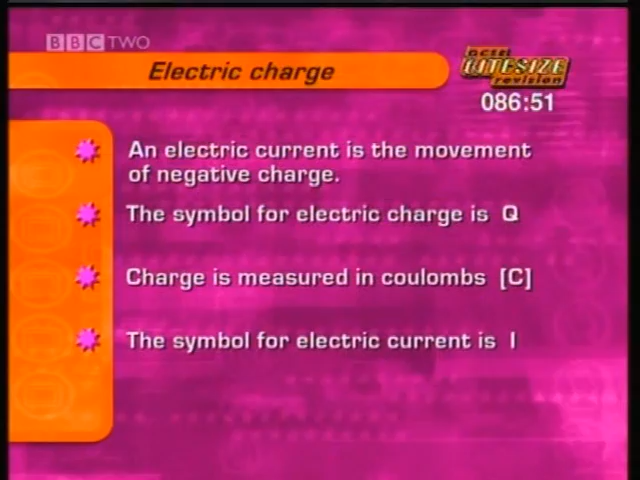 BBC TWO
Electric charge
GCSE
BITESIZE
revision
086:51
An electric current is the movement
of negative charge.
The symbol for electric charge is Q
Charge is measured in coulombs [C]
The symbol for electric current is I